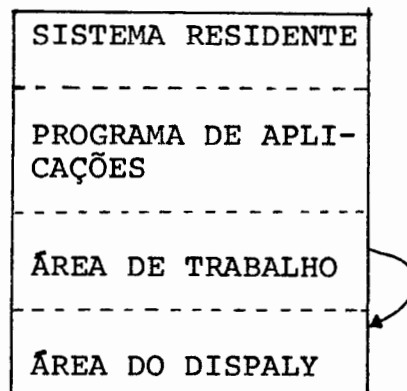 SISTEMA RESIDENTE
PROGRAMA DE APLI-
CAÇÕES
ÁREA DE TRABALHO
ÁREA DO DISPALY